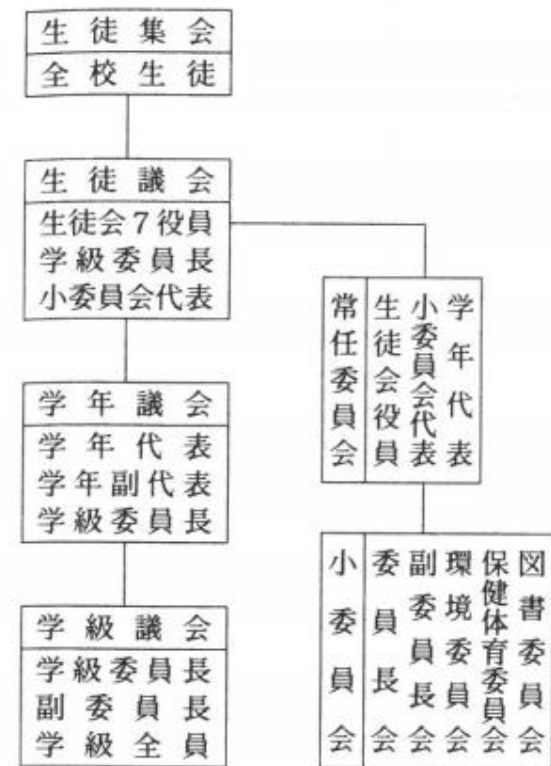 生徒集会
全校生徒
生徒議会
生徒会7役員
学級委員長
小委員会代表
学年議会
学年代表
学年副代表
学級委員長
学級議会
学級委員長
副委員長
学級全員
常任委員会
生徒会役員
小委員会代表
学年代表
小委員会
委員長
副委員長会
環境委員会
保健体育委員会
図書委員会